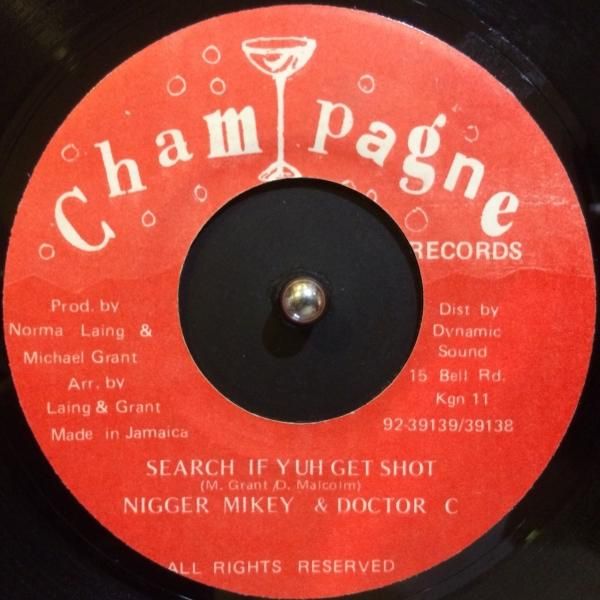 Champagne
RECORDS
Prod. by
Norma Laing &
Michael Grant
Arr. by
Laing & Grant
Made in Jamaica
Dist by
Dynamic
Sound
15 Bell Rd.
Kgn 11
92-39139/39138
SEARCH IF YUH GET SHOT
(M. Grant /D. Malcolm)
NIGGER MIKEY & DOCTOR C
ALL RIGHTS RESERVED